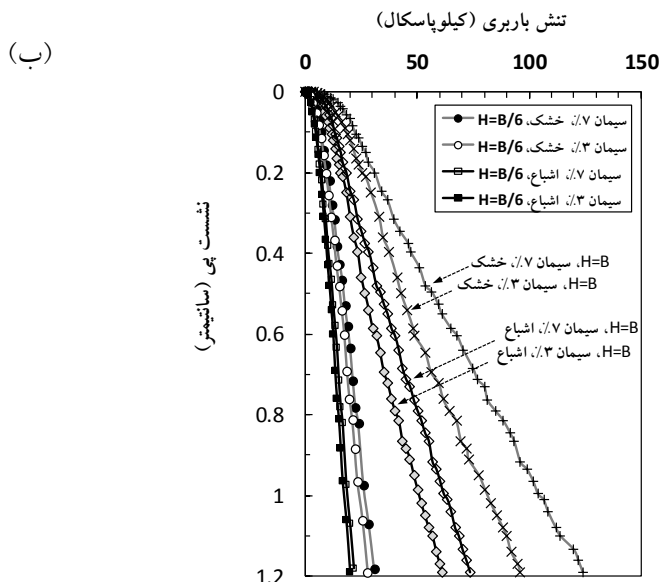 تنش باربری (کیلوپاسکال)
(ب)
0 50 100 150
0
0.2
0.4
0.6
0.8
1
1.2
نشست پی (سانتیمتر)
سیمان ۷٪، خشک، H=B/6
سیمان ۳٪، خشک، H=B/6
سیمان ۷٪، اشباع، H=B/6
سیمان ۳٪، اشباع، H=B/6
H=B، سیمان ۷٪، خشک
H=B، سیمان ۳٪، خشک
H=B، سیمان ۷٪، اشباع
H=B، سیمان ۳٪، اشباع